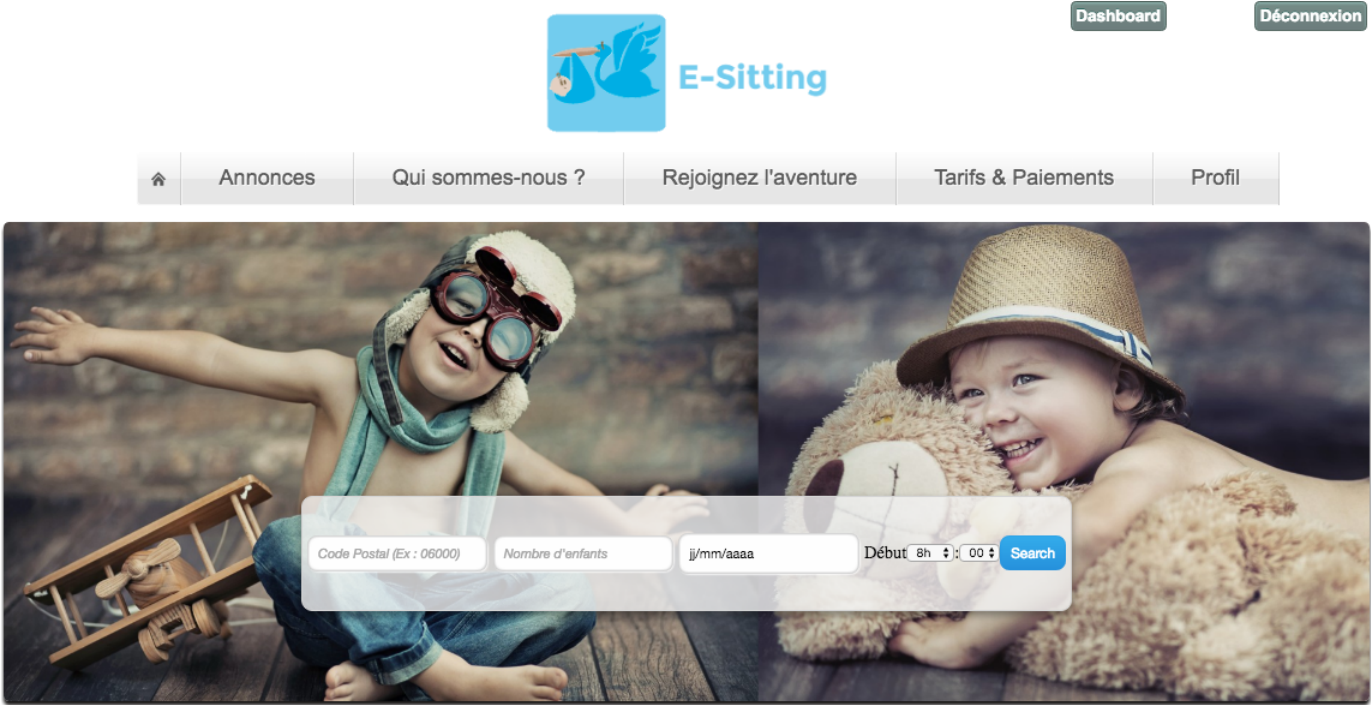 Dashboard
Déconnexion
E-Sitting
Annonces
Qui sommes-nous ?
Rejoignez l'aventure
Tarifs & Paiements
Profil
Code Postal (Ex : 06000)
Nombre d'enfants
jj/mm/aaaa
Début 8h : 00
Search